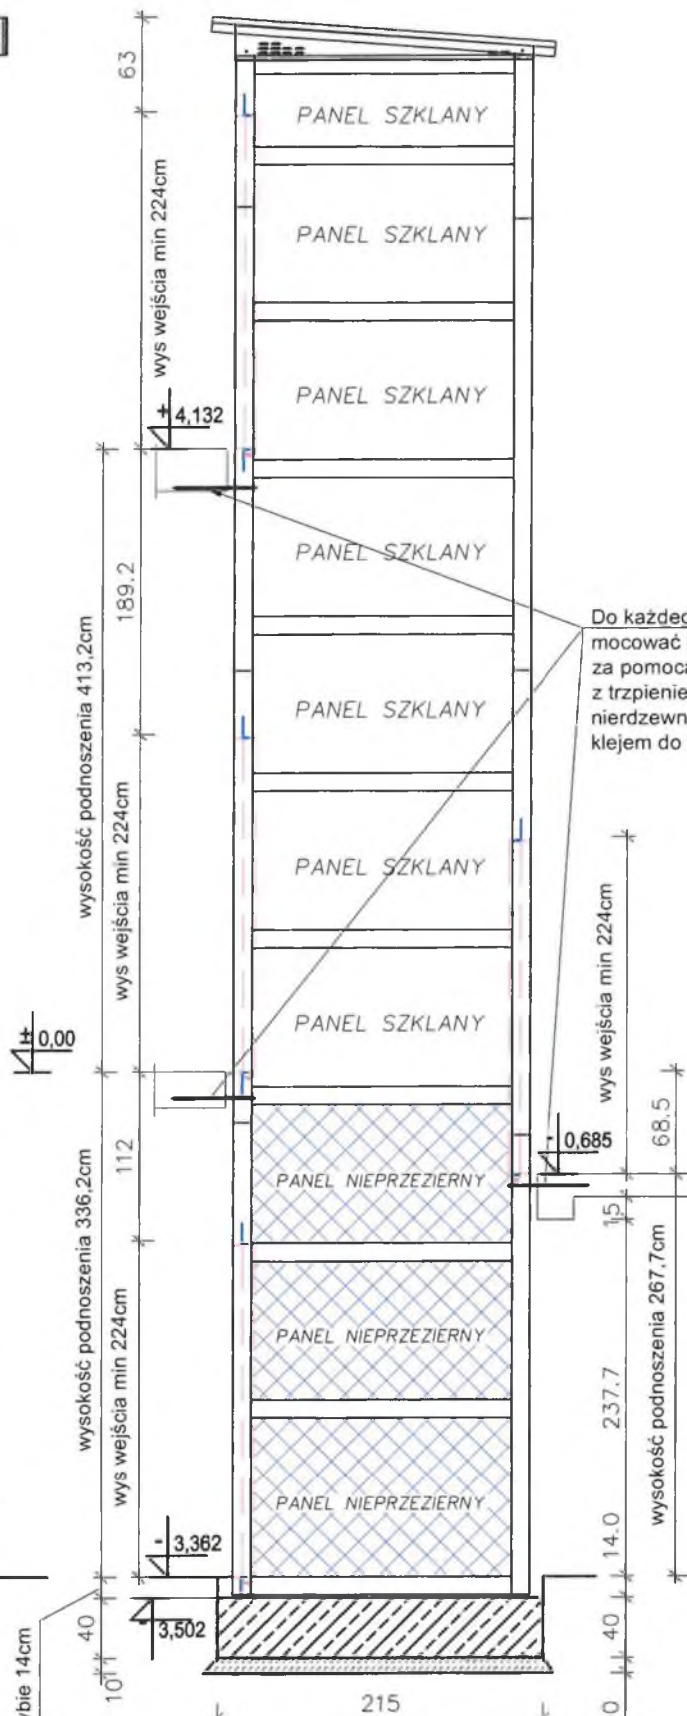 63
PANEL SZKLANY
wys wejścia min 224cm
PANEL SZKLANY
PANEL SZKLANY
+ 4,132
PANEL SZKLANY
189.2
wysokość podnoszenia 413,2cm
PANEL SZKLANY
wys wejścia min 224cm
PANEL SZKLANY
PANEL SZKLANY
± 0,00
Do każdeg
mocować
za pomocą
z trzpienie
nierdzewn
klejem do
wys wejścia min 224cm
68.5
- 0,685
15
112
PANEL NIEPRZEZIERNY
wysokość podnoszenia 336,2cm
wys wejścia min 224cm
PANEL NIEPRZEZIERNY
237.7
wysokość podnoszenia 267,7cm
PANEL NIEPRZEZIERNY
14.0
- 3,362
- 3,502
40
40
10
0
ybie 14cm
215